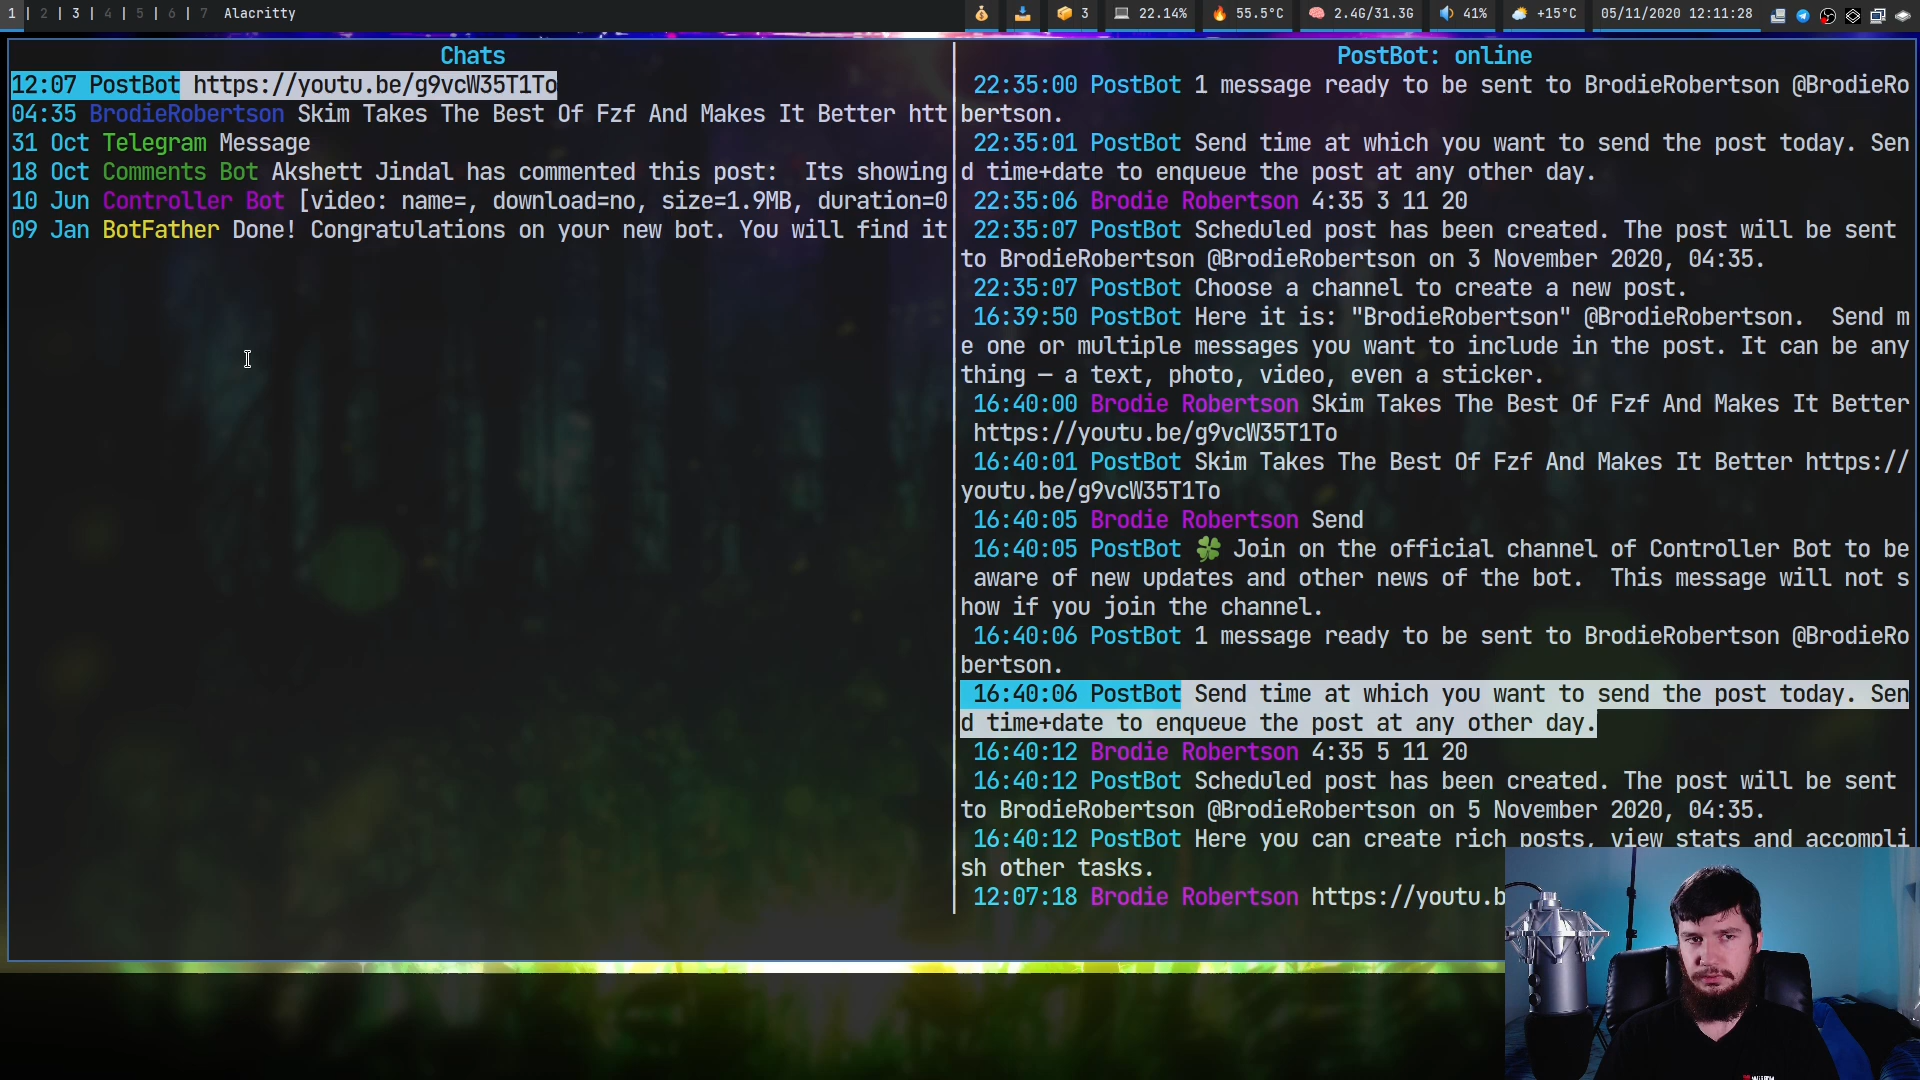 1 | 2 | 3 | 4 | 5 | 6 | 7 Alacritty
3 22.14% 55.5°C 2.4G/31.3G 41% +15°C 05/11/2020 12:11:28
Chats
12:07 PostBot https://youtu.be/g9vcW35T1To
04:35 BrodieRobertson Skim Takes The Best Of Fzf And Makes It Better htt
31 Oct Telegram Message
18 Oct Comments Bot Akshett Jindal has commented this post:  Its showing
10 Jun Controller Bot [video: name=, download=no, size=1.9MB, duration=0
09 Jan BotFather Done! Congratulations on your new bot. You will find it
PostBot: online
22:35:00 PostBot 1 message ready to be sent to BrodieRobertson @BrodieRo
bertson.
22:35:01 PostBot Send time at which you want to send the post today. Sen
d time+date to enqueue the post at any other day.
22:35:06 Brodie Robertson 4:35 3 11 20
22:35:07 PostBot Scheduled post has been created. The post will be sent
to BrodieRobertson @BrodieRobertson on 3 November 2020, 04:35.
22:35:07 PostBot Choose a channel to create a new post.
16:39:50 PostBot Here it is: "BrodieRobertson" @BrodieRobertson.  Send m
e one or multiple messages you want to include in the post. It can be any
thing — a text, photo, video, even a sticker.
16:40:00 Brodie Robertson Skim Takes The Best Of Fzf And Makes It Better
https://youtu.be/g9vcW35T1To
16:40:01 PostBot Skim Takes The Best Of Fzf And Makes It Better https://
youtu.be/g9vcW35T1To
16:40:05 Brodie Robertson Send
16:40:05 PostBot 🍀 Join on the official channel of Controller Bot to be
aware of new updates and other news of the bot.  This message will not s
how if you join the channel.
16:40:06 PostBot 1 message ready to be sent to BrodieRobertson @BrodieRo
bertson.
16:40:06 PostBot Send time at which you want to send the post today. Sen
d time+date to enqueue the post at any other day.
16:40:12 Brodie Robertson 4:35 5 11 20
16:40:12 PostBot Scheduled post has been created. The post will be sent
to BrodieRobertson @BrodieRobertson on 5 November 2020, 04:35.
16:40:12 PostBot Here you can create rich posts, view stats and accompli
sh other tasks.
12:07:18 Brodie Robertson https://youtu.b